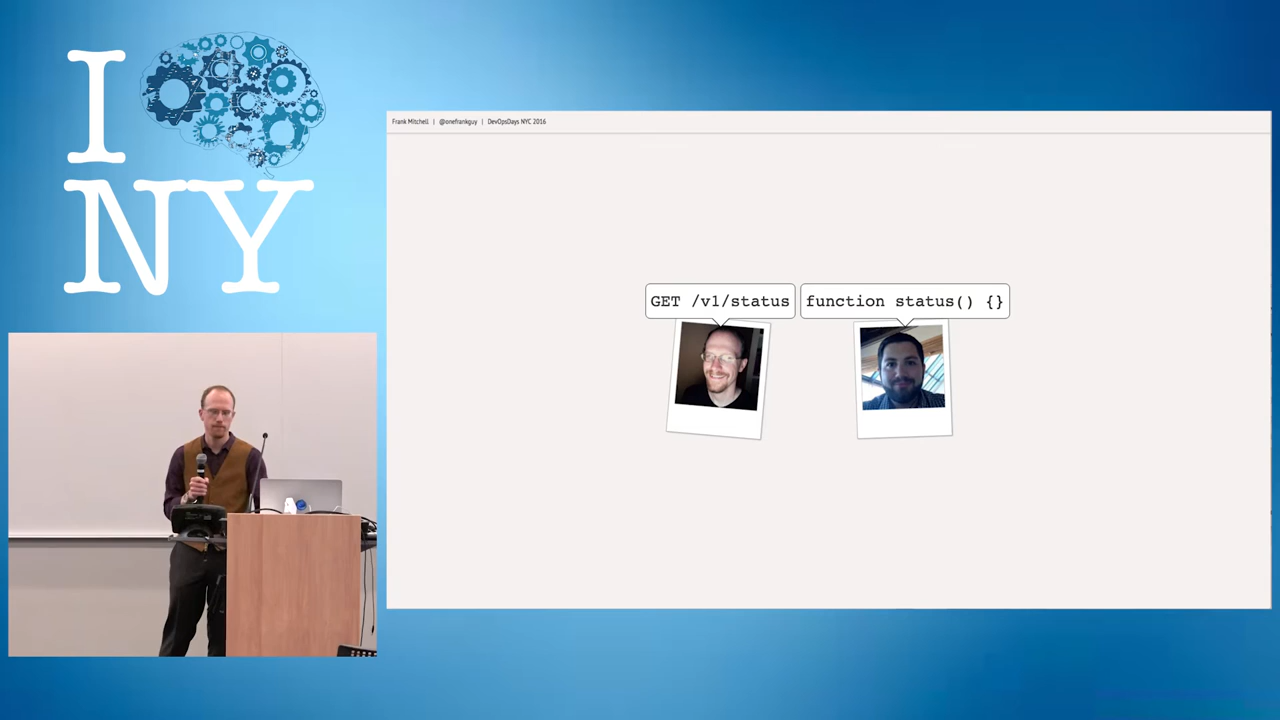 I
NY
Frank Mitchell | @onefrankguy | DevOpsDays NYC 2016
GET /v1/status
function status() {}